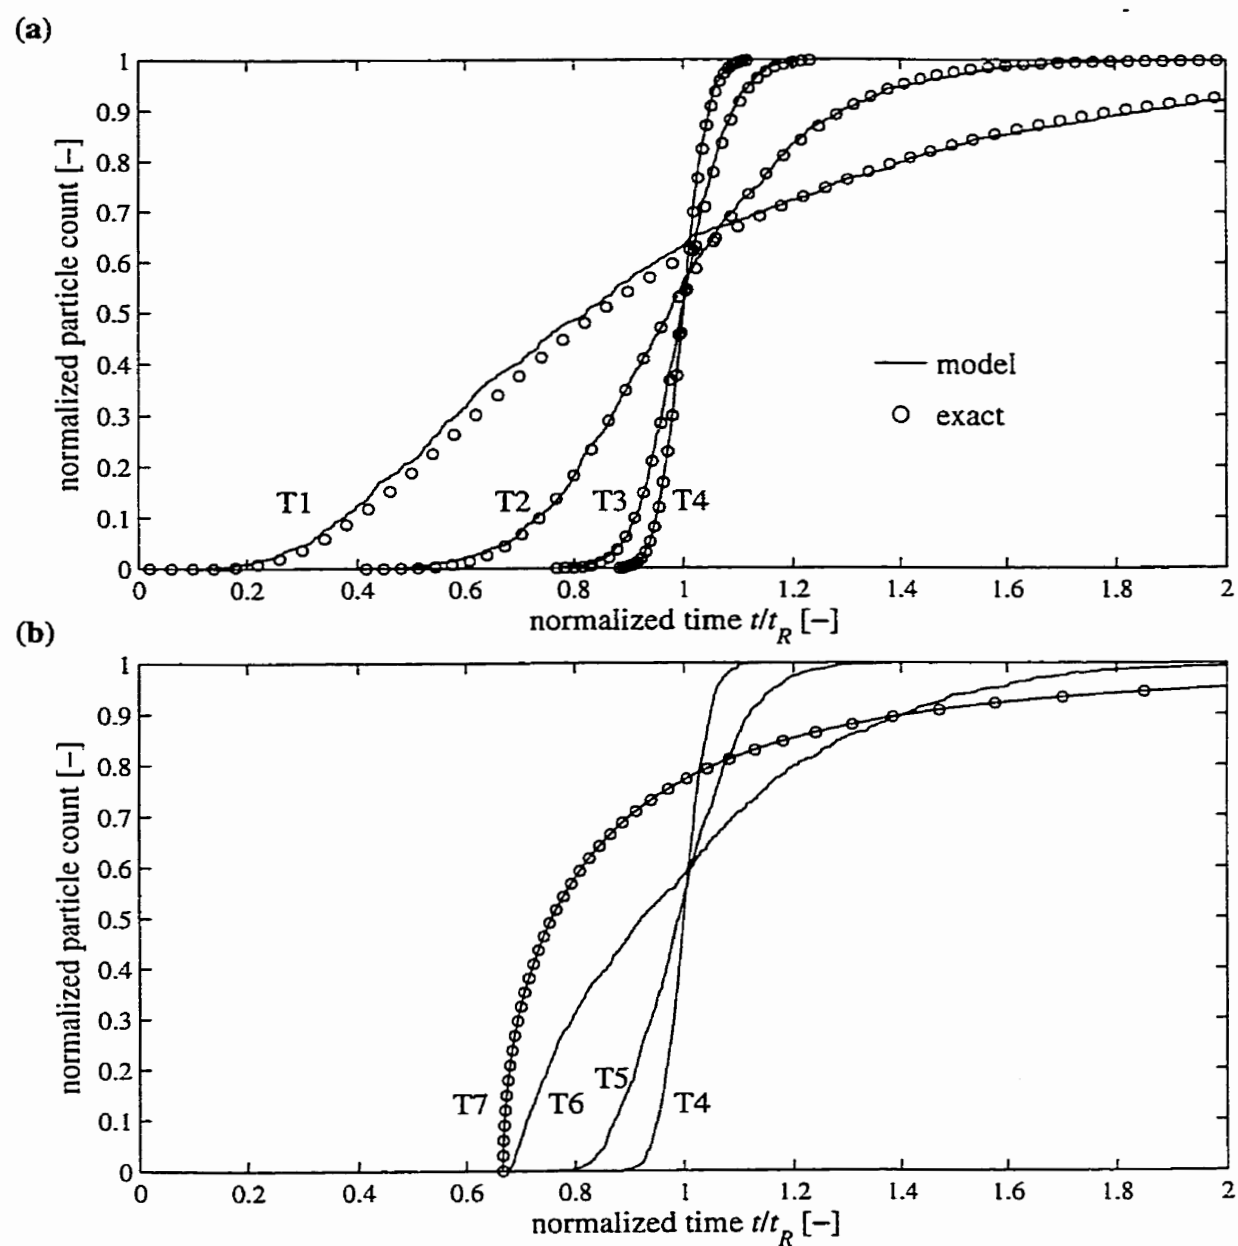 (a)
1
0.9
0.8
0.7
0.6
0.5
0.4
0.3
0.2
0.1
0
normalized particle count [–]
model
exact
T1
T2
T3
T4
0 0.2 0.4 0.6 0.8 1 1.2 1.4 1.6 1.8 2
normalized time t/t_R [–]
(b)
1
0.9
0.8
0.7
0.6
0.5
0.4
0.3
0.2
0.1
0
normalized particle count [–]
T7
T6
T5
T4
0 0.2 0.4 0.6 0.8 1 1.2 1.4 1.6 1.8 2
normalized time t/t_R [–]